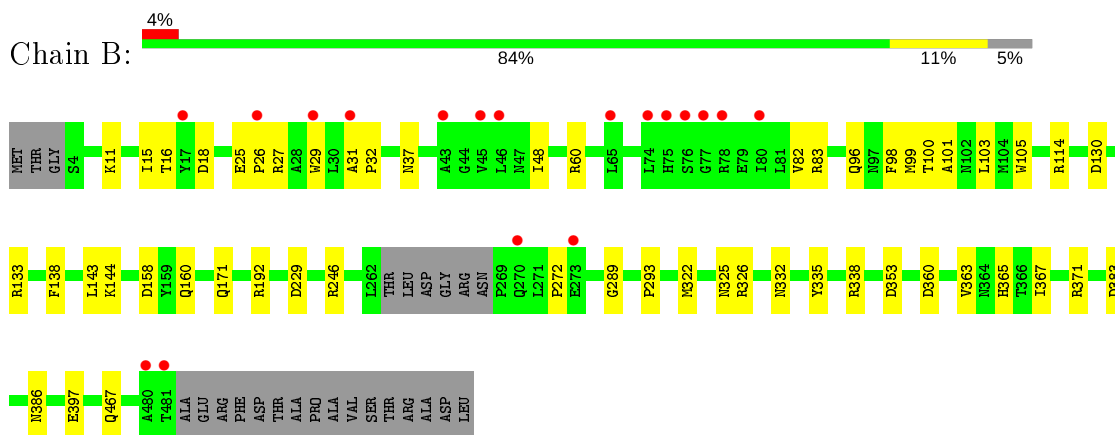 4%
Chain B:
84% 11% 5%
MET THR GLY S4 K11 I15 T16 Y17 D18 E25 P26 R27 A28 W29 L30 A31 P32 N37 A43 G44 V45 L46 N47 I48 R60 L65 L74 H75 S76 G77 R78 E79 I80 L81 V82 R83 Q96 N97 F98 M99 T100 A101 N102 L103 M104 W105 R114 D130
R133 F138 L143 K144 D158 Y159 Q160 Q171 R192 D229 R246 L262 THR LEU ASP GLY ARG ASN P269 Q270 L271 P272 E273 G289 P293 M322 N325 R326 N332 Y335 R338 D353 D360 V363 N364 H365 T366 I367 R371
N386 E397 Q467 A480 T481 ALA GLU ARG PHE ASP THR ALA PRO ALA VAL SER THR ARG ALA ASP LEU